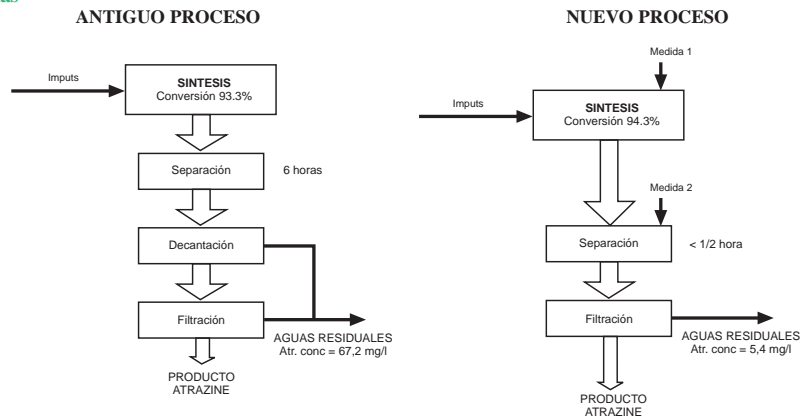 ANTIGUO PROCESO
Imputs
SINTESIS
Conversión 93.3%
Separación
6 horas
Decantación
Filtración
AGUAS RESIDUALES
Atr. conc = 67,2 mg/l
PRODUCTO
ATRAZINE
NUEVO PROCESO
Medida 1
Imputs
SINTESIS
Conversión 94.3%
Medida 2
Separación
< 1/2 hora
Filtración
AGUAS RESIDUALES
Atr. conc = 5,4 mg/l
PRODUCTO
ATRAZINE